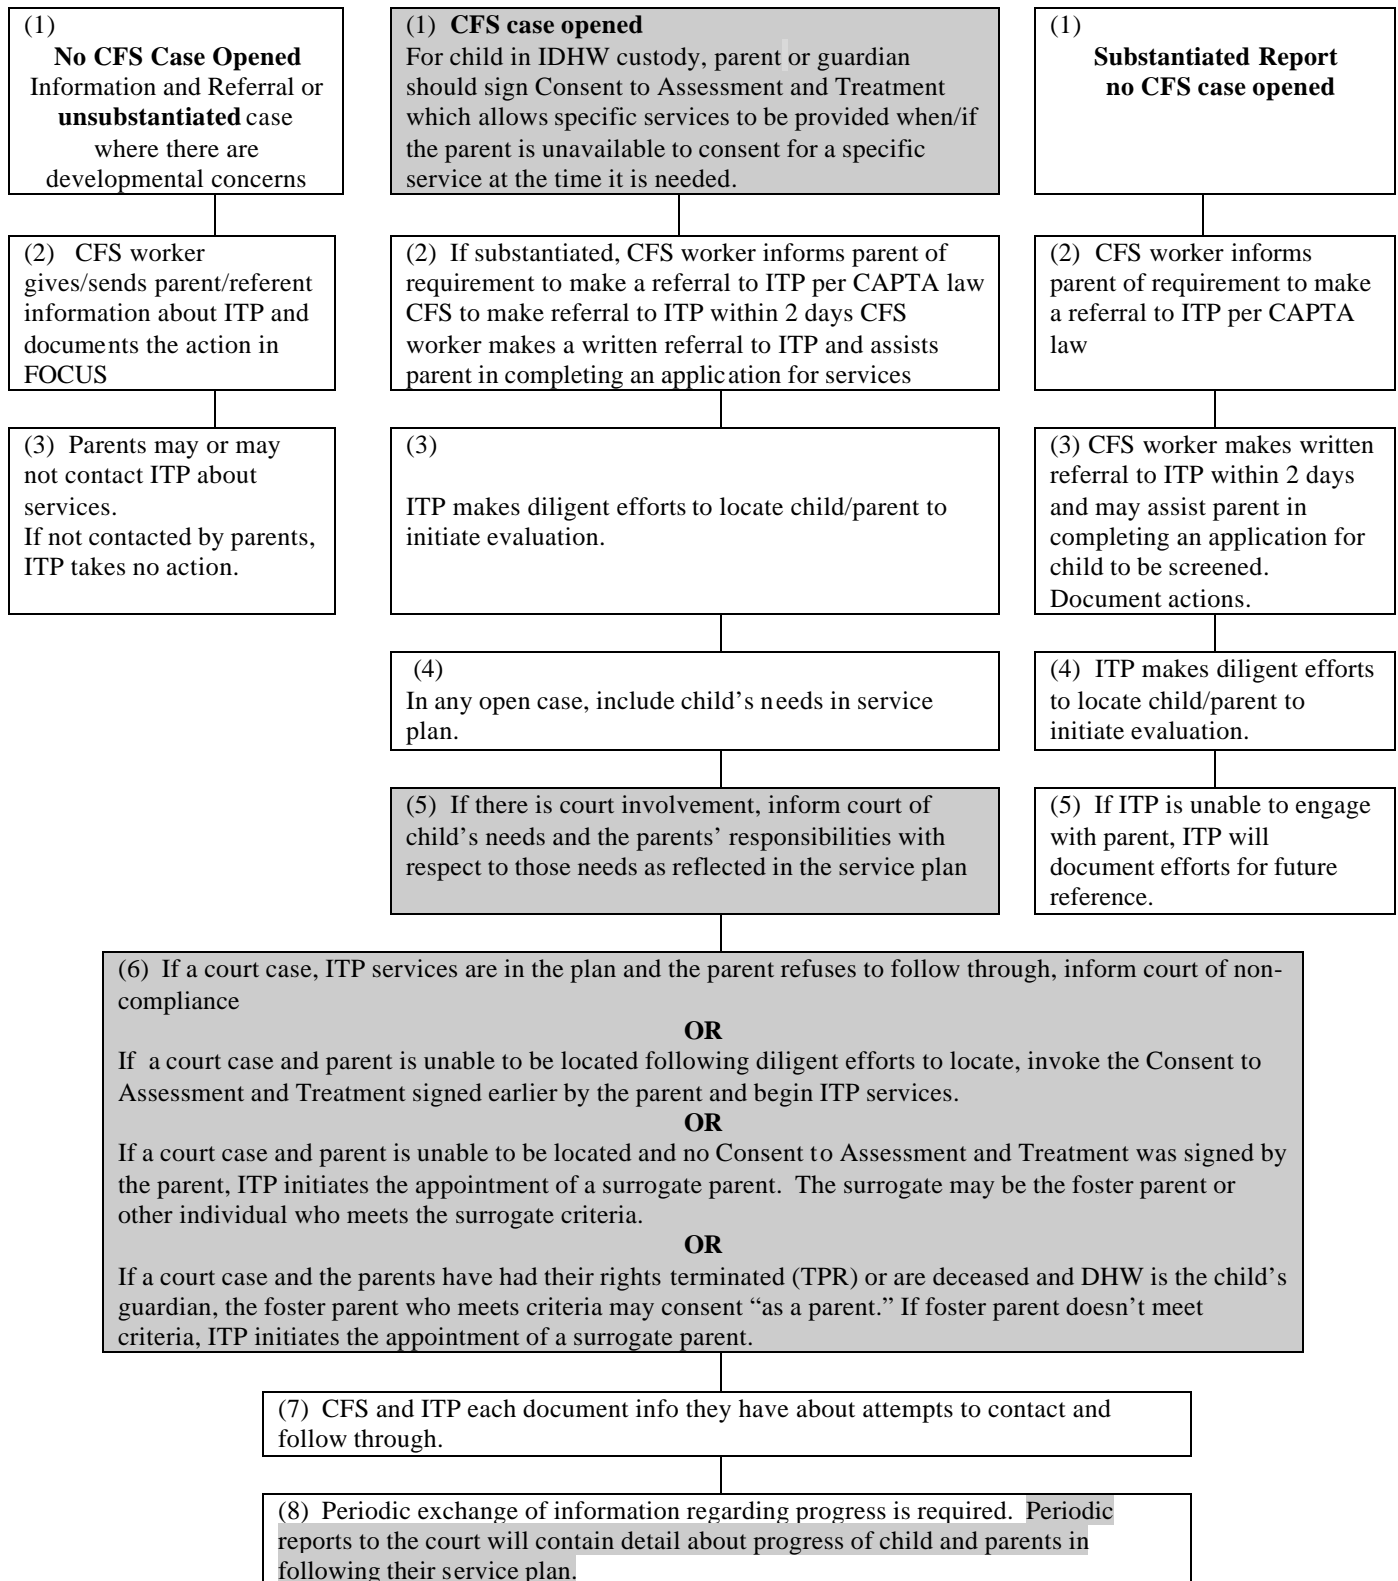 (1)
No CFS Case Opened
Information and Referral or
unsubstantiated case
where there are
developmental concerns
(2) CFS worker
gives/sends parent/referent
information about ITP and
documents the action in
FOCUS
(3) Parents may or may
not contact ITP about
services.
If not contacted by parents,
ITP takes no action.
(1) CFS case opened
For child in IDHW custody, parent or guardian
should sign Consent to Assessment and Treatment
which allows specific services to be provided when/if
the parent is unavailable to consent for a specific
service at the time it is needed.
(2) If substantiated, CFS worker informs parent of
requirement to make a referral to ITP per CAPTA law
CFS to make referral to ITP within 2 days CFS
worker makes a written referral to ITP and assists
parent in completing an application for services
(3)
ITP makes diligent efforts to locate child/parent to
initiate evaluation.
(4)
In any open case, include child’s needs in service
plan.
(5) If there is court involvement, inform court of
child’s needs and the parents’ responsibilities with
respect to those needs as reflected in the service plan
(1)
Substantiated Report
no CFS case opened
(2) CFS worker informs
parent of requirement to make
a referral to ITP per CAPTA
law
(3) CFS worker makes written
referral to ITP within 2 days
and may assist parent in
completing an application for
child to be screened.
Document actions.
(4) ITP makes diligent efforts
to locate child/parent to
initiate evaluation.
(5) If ITP is unable to engage
with parent, ITP will
document efforts for future
reference.
(6) If a court case, ITP services are in the plan and the parent refuses to follow through, inform court of non-
compliance
OR
If a court case and parent is unable to be located following diligent efforts to locate, invoke the Consent to
Assessment and Treatment signed earlier by the parent and begin ITP services.
OR
If a court case and parent is unable to be located and no Consent to Assessment and Treatment was signed by
the parent, ITP initiates the appointment of a surrogate parent. The surrogate may be the foster parent or
other individual who meets the surrogate criteria.
OR
If a court case and the parents have had their rights terminated (TPR) or are deceased and DHW is the child’s
guardian, the foster parent who meets criteria may consent “as a parent.” If foster parent doesn’t meet
criteria, ITP initiates the appointment of a surrogate parent.
(7) CFS and ITP each document info they have about attempts to contact and
follow through.
(8) Periodic exchange of information regarding progress is required. Periodic
reports to the court will contain detail about progress of child and parents in
following their service plan.